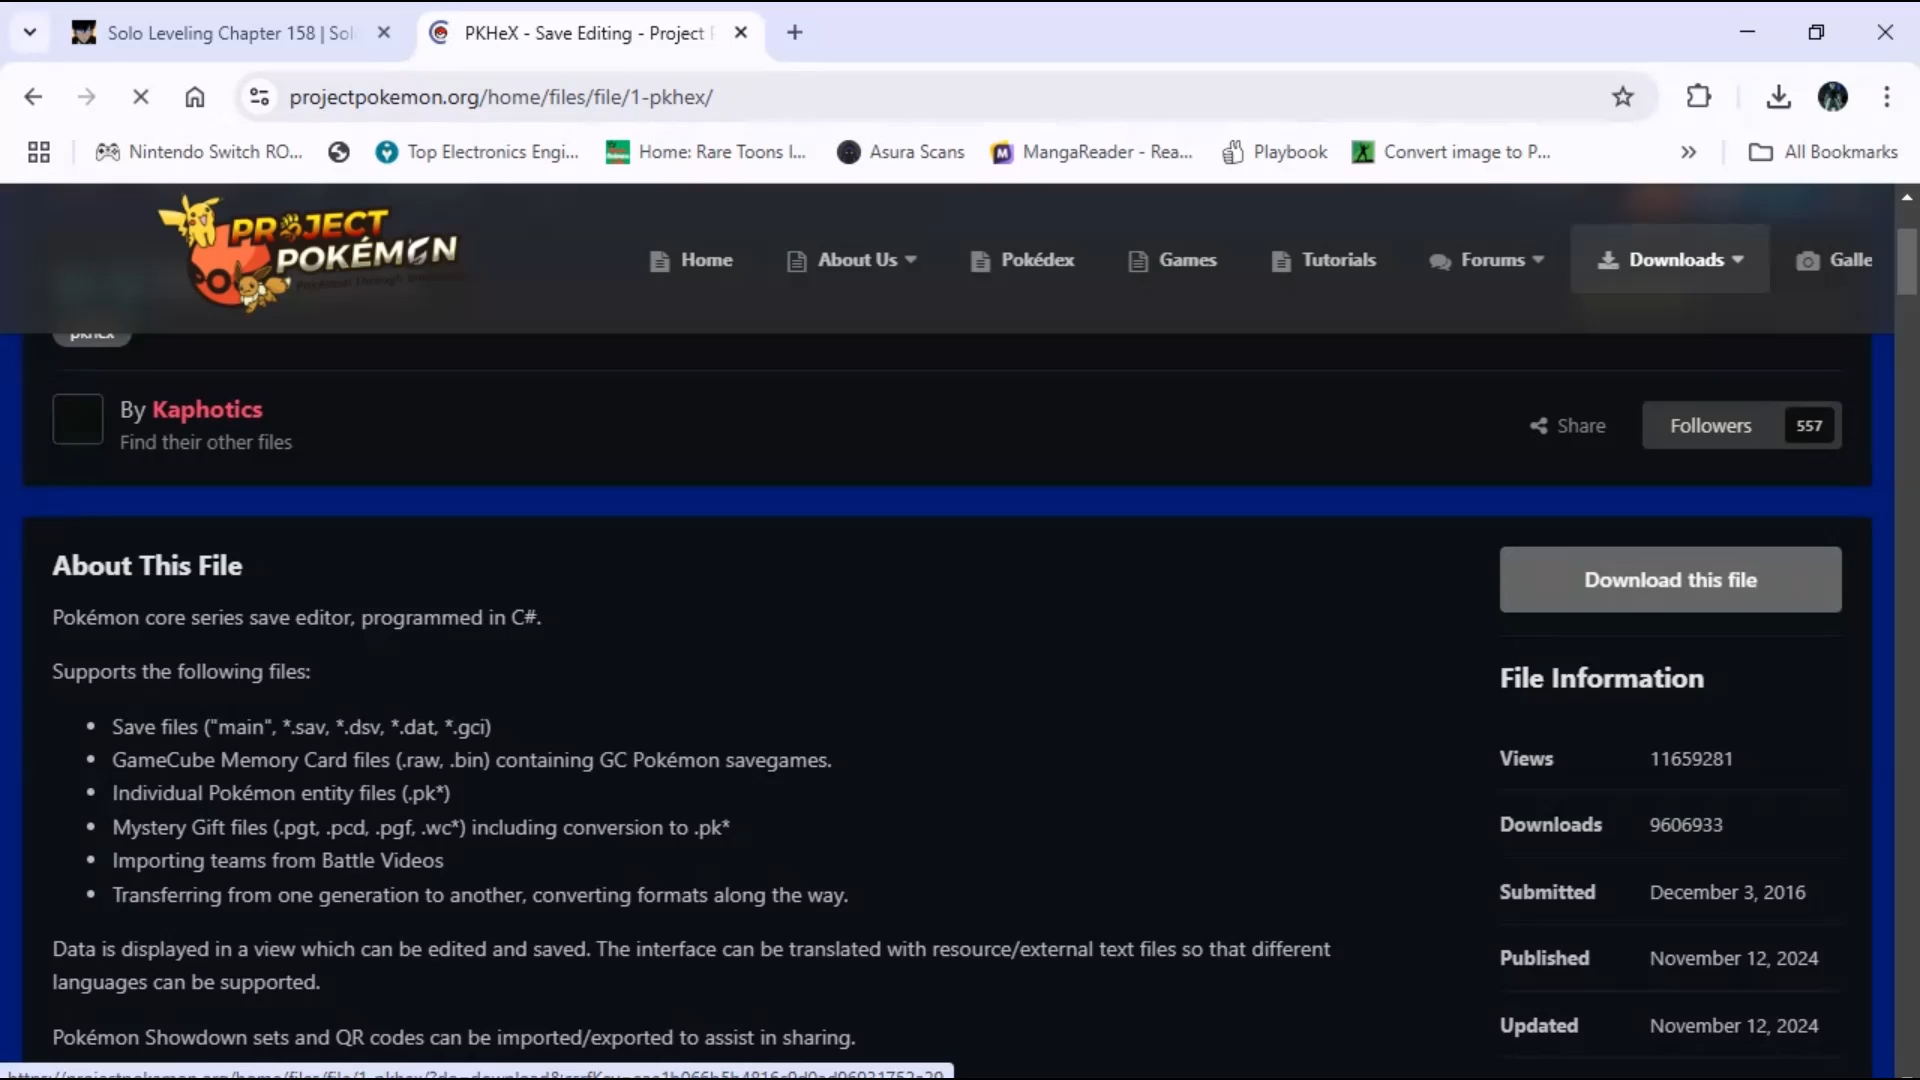 Solo Leveling Chapter 158 | Sol
PKHeX - Save Editing - Project P
projectpokemon.org/home/files/file/1-pkhex/
Nintendo Switch RO...
Top Electronics Engi...
Home: Rare Toons I...
Asura Scans
MangaReader - Rea...
Playbook
Convert image to P...
All Bookmarks
PROJECT
POKÉMON
Home
About Us
Pokédex
Games
Tutorials
Forums
Downloads
Galle
pkhex
By Kaphotics
Find their other files
Share
Followers 557
About This File
Download this file
Pokémon core series save editor, programmed in C#.
Supports the following files:
• Save files ("main", *.sav, *.dsv, *.dat, *.gci)
• GameCube Memory Card files (.raw, .bin) containing GC Pokémon savegames.
• Individual Pokémon entity files (.pk*)
• Mystery Gift files (.pgt, .pcd, .pgf, .wc*) including conversion to .pk*
• Importing teams from Battle Videos
• Transferring from one generation to another, converting formats along the way.
Data is displayed in a view which can be edited and saved. The interface can be translated with resource/external text files so that different
languages can be supported.
Pokémon Showdown sets and QR codes can be imported/exported to assist in sharing.
File Information
Views 11659281
Downloads 9606933
Submitted December 3, 2016
Published November 12, 2024
Updated November 12, 2024